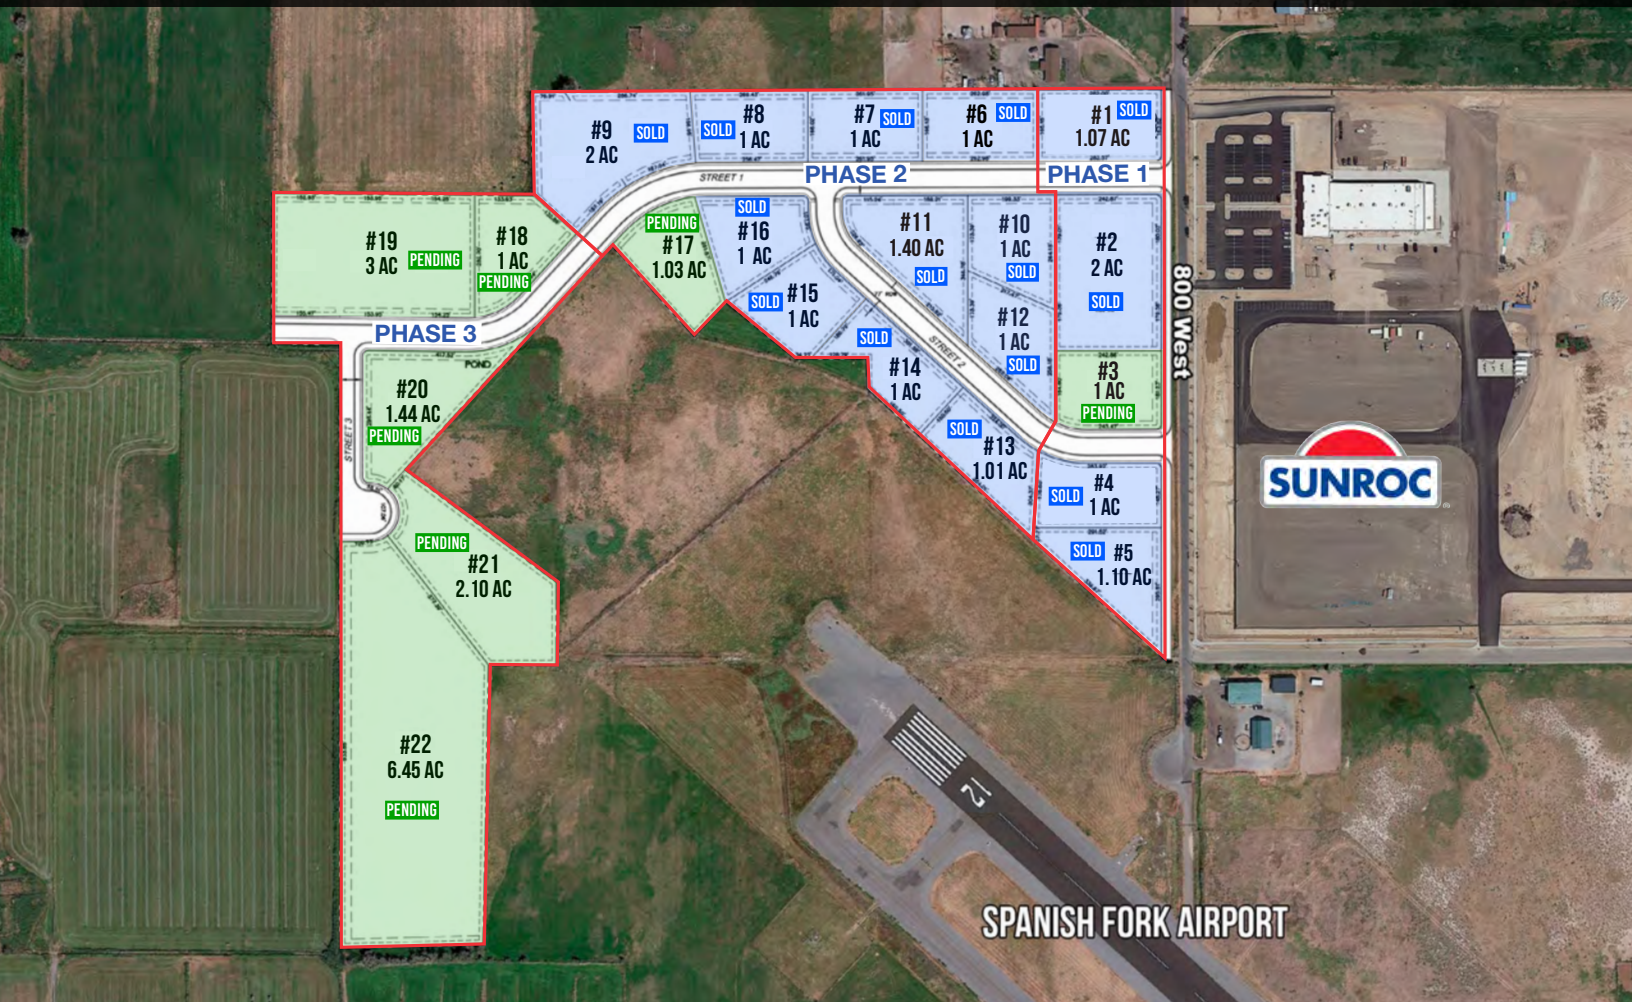 #9
2 AC
SOLD
#8
SOLD
1 AC
#7
SOLD
1 AC
#6
SOLD
1 AC
#1
SOLD
1.07 AC
STREET 1
PHASE 2
PHASE 1
#19
3 AC
PENDING
#18
1 AC
PENDING
PENDING
#17
1.03 AC
SOLD
#16
1 AC
#15
SOLD
1 AC
#11
1.40 AC
SOLD
#10
1 AC
SOLD
#2
2 AC
SOLD
800 West
#12
1 AC
SOLD
STREET 2
SOLD
#14
1 AC
#3
1 AC
PENDING
PHASE 3
POND
#20
1.44 AC
PENDING
STREET 3
SOLD
#13
1.01 AC
#4
SOLD
1 AC
SOLD
#5
1.10 AC
SUNROC
PENDING
#21
2.10 AC
#22
6.45 AC
PENDING
12
SPANISH FORK AIRPORT